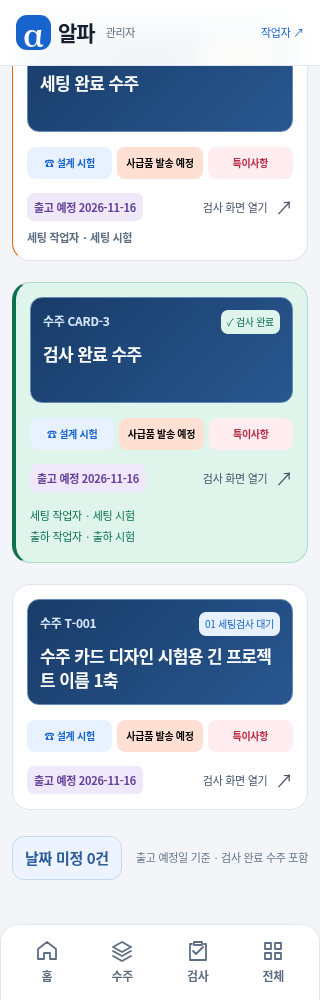 α 알파 관리자 작업자 ↗
세팅 완료 수주
☎ 설계 시험 사급품 발송 예정 특이사항
출고 예정 2026-11-16 검사 화면 열기 ↗
세팅 작업자 · 세팅 시험
수주 CARD-3 ✓ 검사 완료
검사 완료 수주
☎ 설계 시험 사급품 발송 예정 특이사항
출고 예정 2026-11-16 검사 화면 열기 ↗
세팅 작업자 · 세팅 시험
출하 작업자 · 출하 시험
수주 T-001 01 세팅검사 대기
수주 카드 디자인 시험용 긴 프로젝
트 이름 1축
☎ 설계 시험 사급품 발송 예정 특이사항
출고 예정 2026-11-16 검사 화면 열기 ↗
날짜 미정 0건 출고 예정일 기준 · 검사 완료 수주 포함
홈 수주 검사 전체